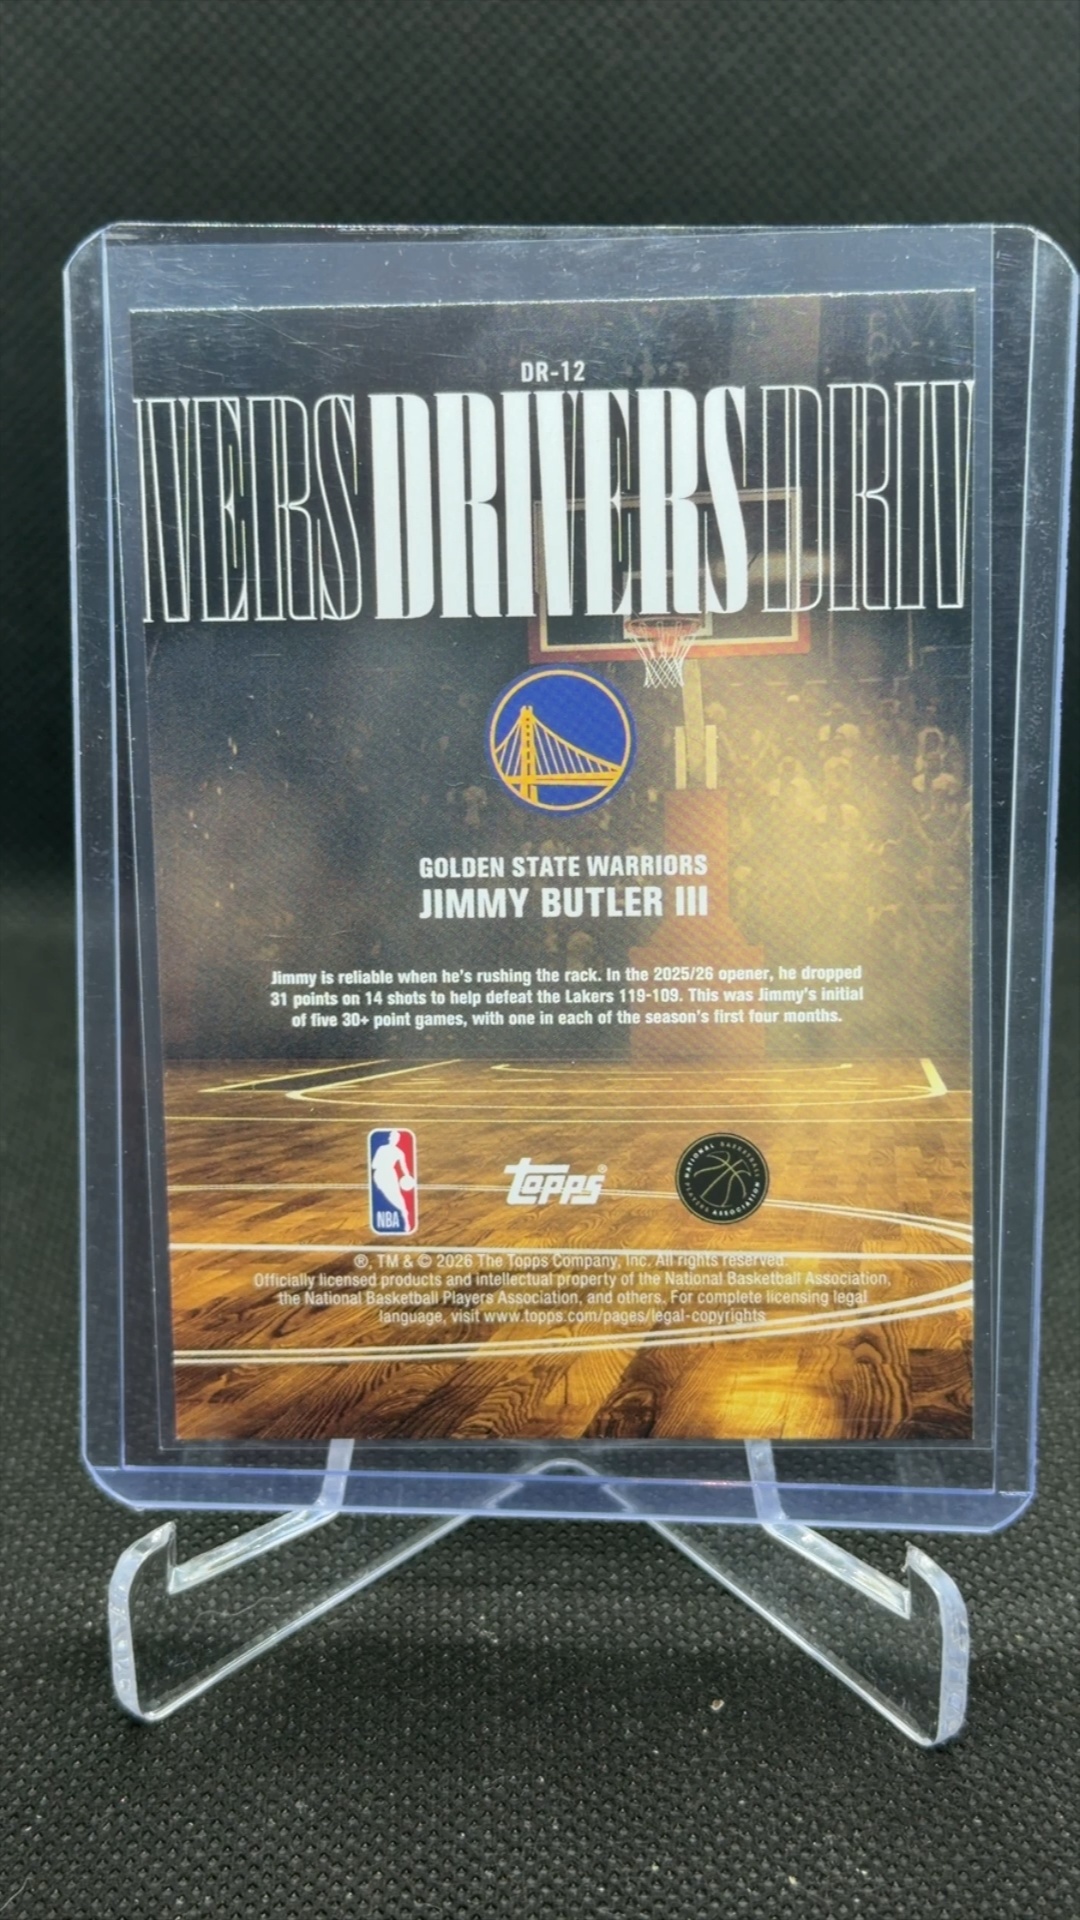 DR-12
IVERS DRIVERS DRIV
GOLDEN STATE WARRIORS
JIMMY BUTLER III
Jimmy is reliable when he's rushing the rack. In the 2025/26 opener, he dropped
31 points on 14 shots to help defeat the Lakers 119-109. This was Jimmy's initial
of five 30+ point games, with one in each of the season's first four months.
NBA
topps®
NATIONAL BASKETBALL
PLAYERS ASSOCIATION
®, TM & © 2026 The Topps Company, Inc. All rights reserved.
Officially licensed products and intellectual property of the National Basketball Association,
the National Basketball Players Association, and others. For complete licensing legal
language, visit www.topps.com/pages/legal-copyrights